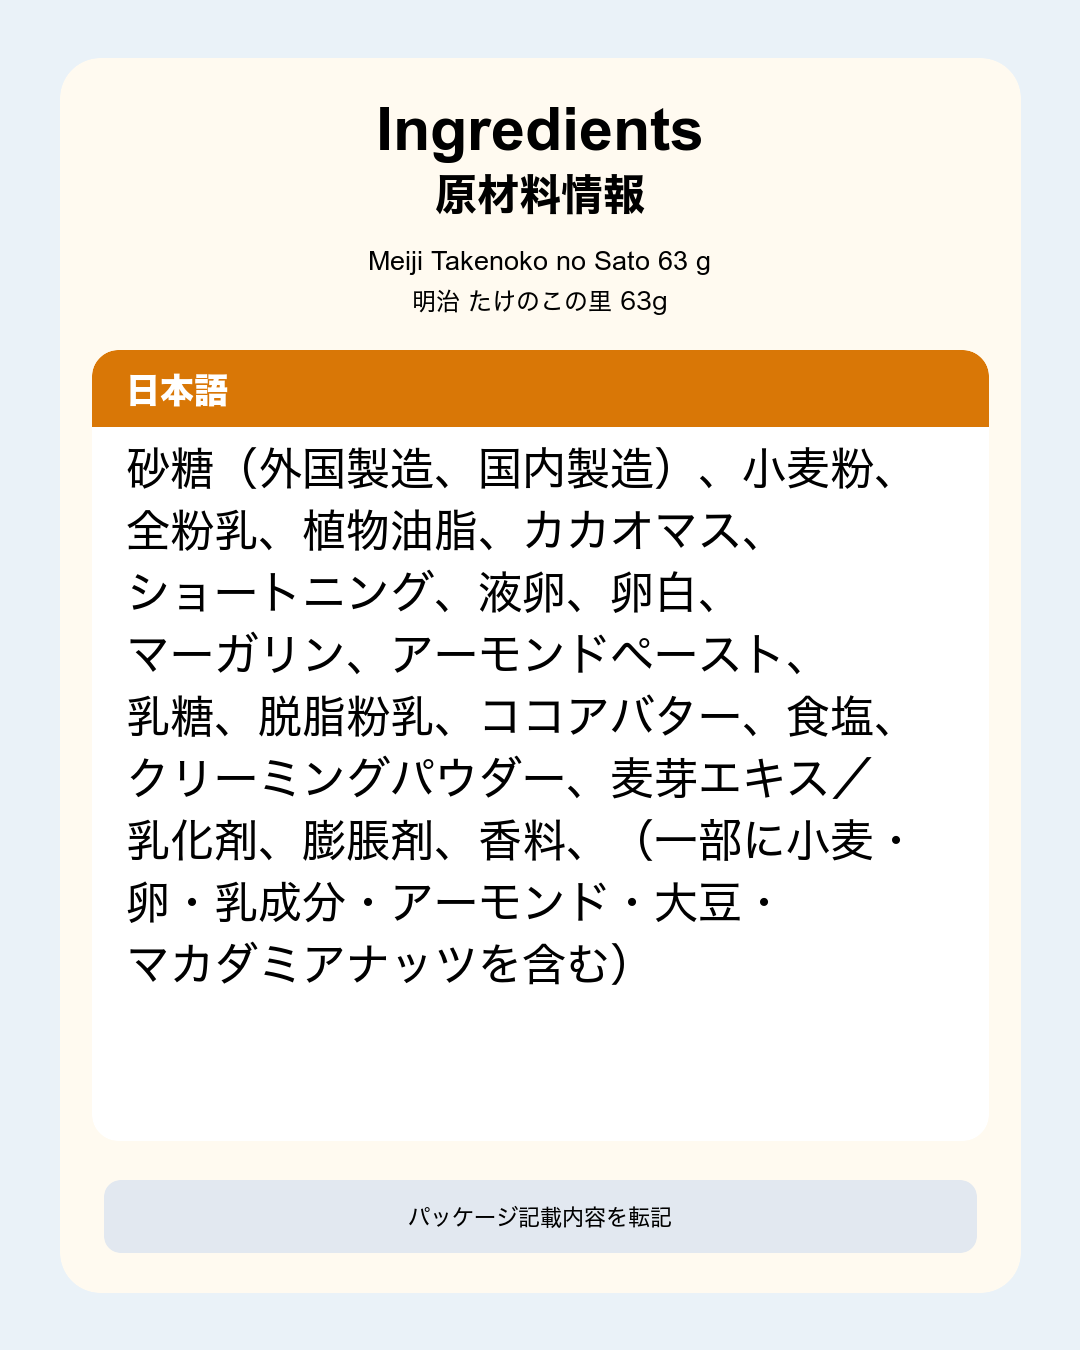 Ingredients
原材料情報
Meiji Takenoko no Sato 63 g
明治 たけのこの里 63g
日本語
砂糖（外国製造、国内製造）、小麦粉、
全粉乳、植物油脂、カカオマス、
ショートニング、液卵、卵白、
マーガリン、アーモンドペースト、
乳糖、脱脂粉乳、ココアバター、食塩、
クリーミングパウダー、麦芽エキス／
乳化剤、膨脹剤、香料、（一部に小麦・
卵・乳成分・アーモンド・大豆・
マカダミアナッツを含む）
パッケージ記載内容を転記